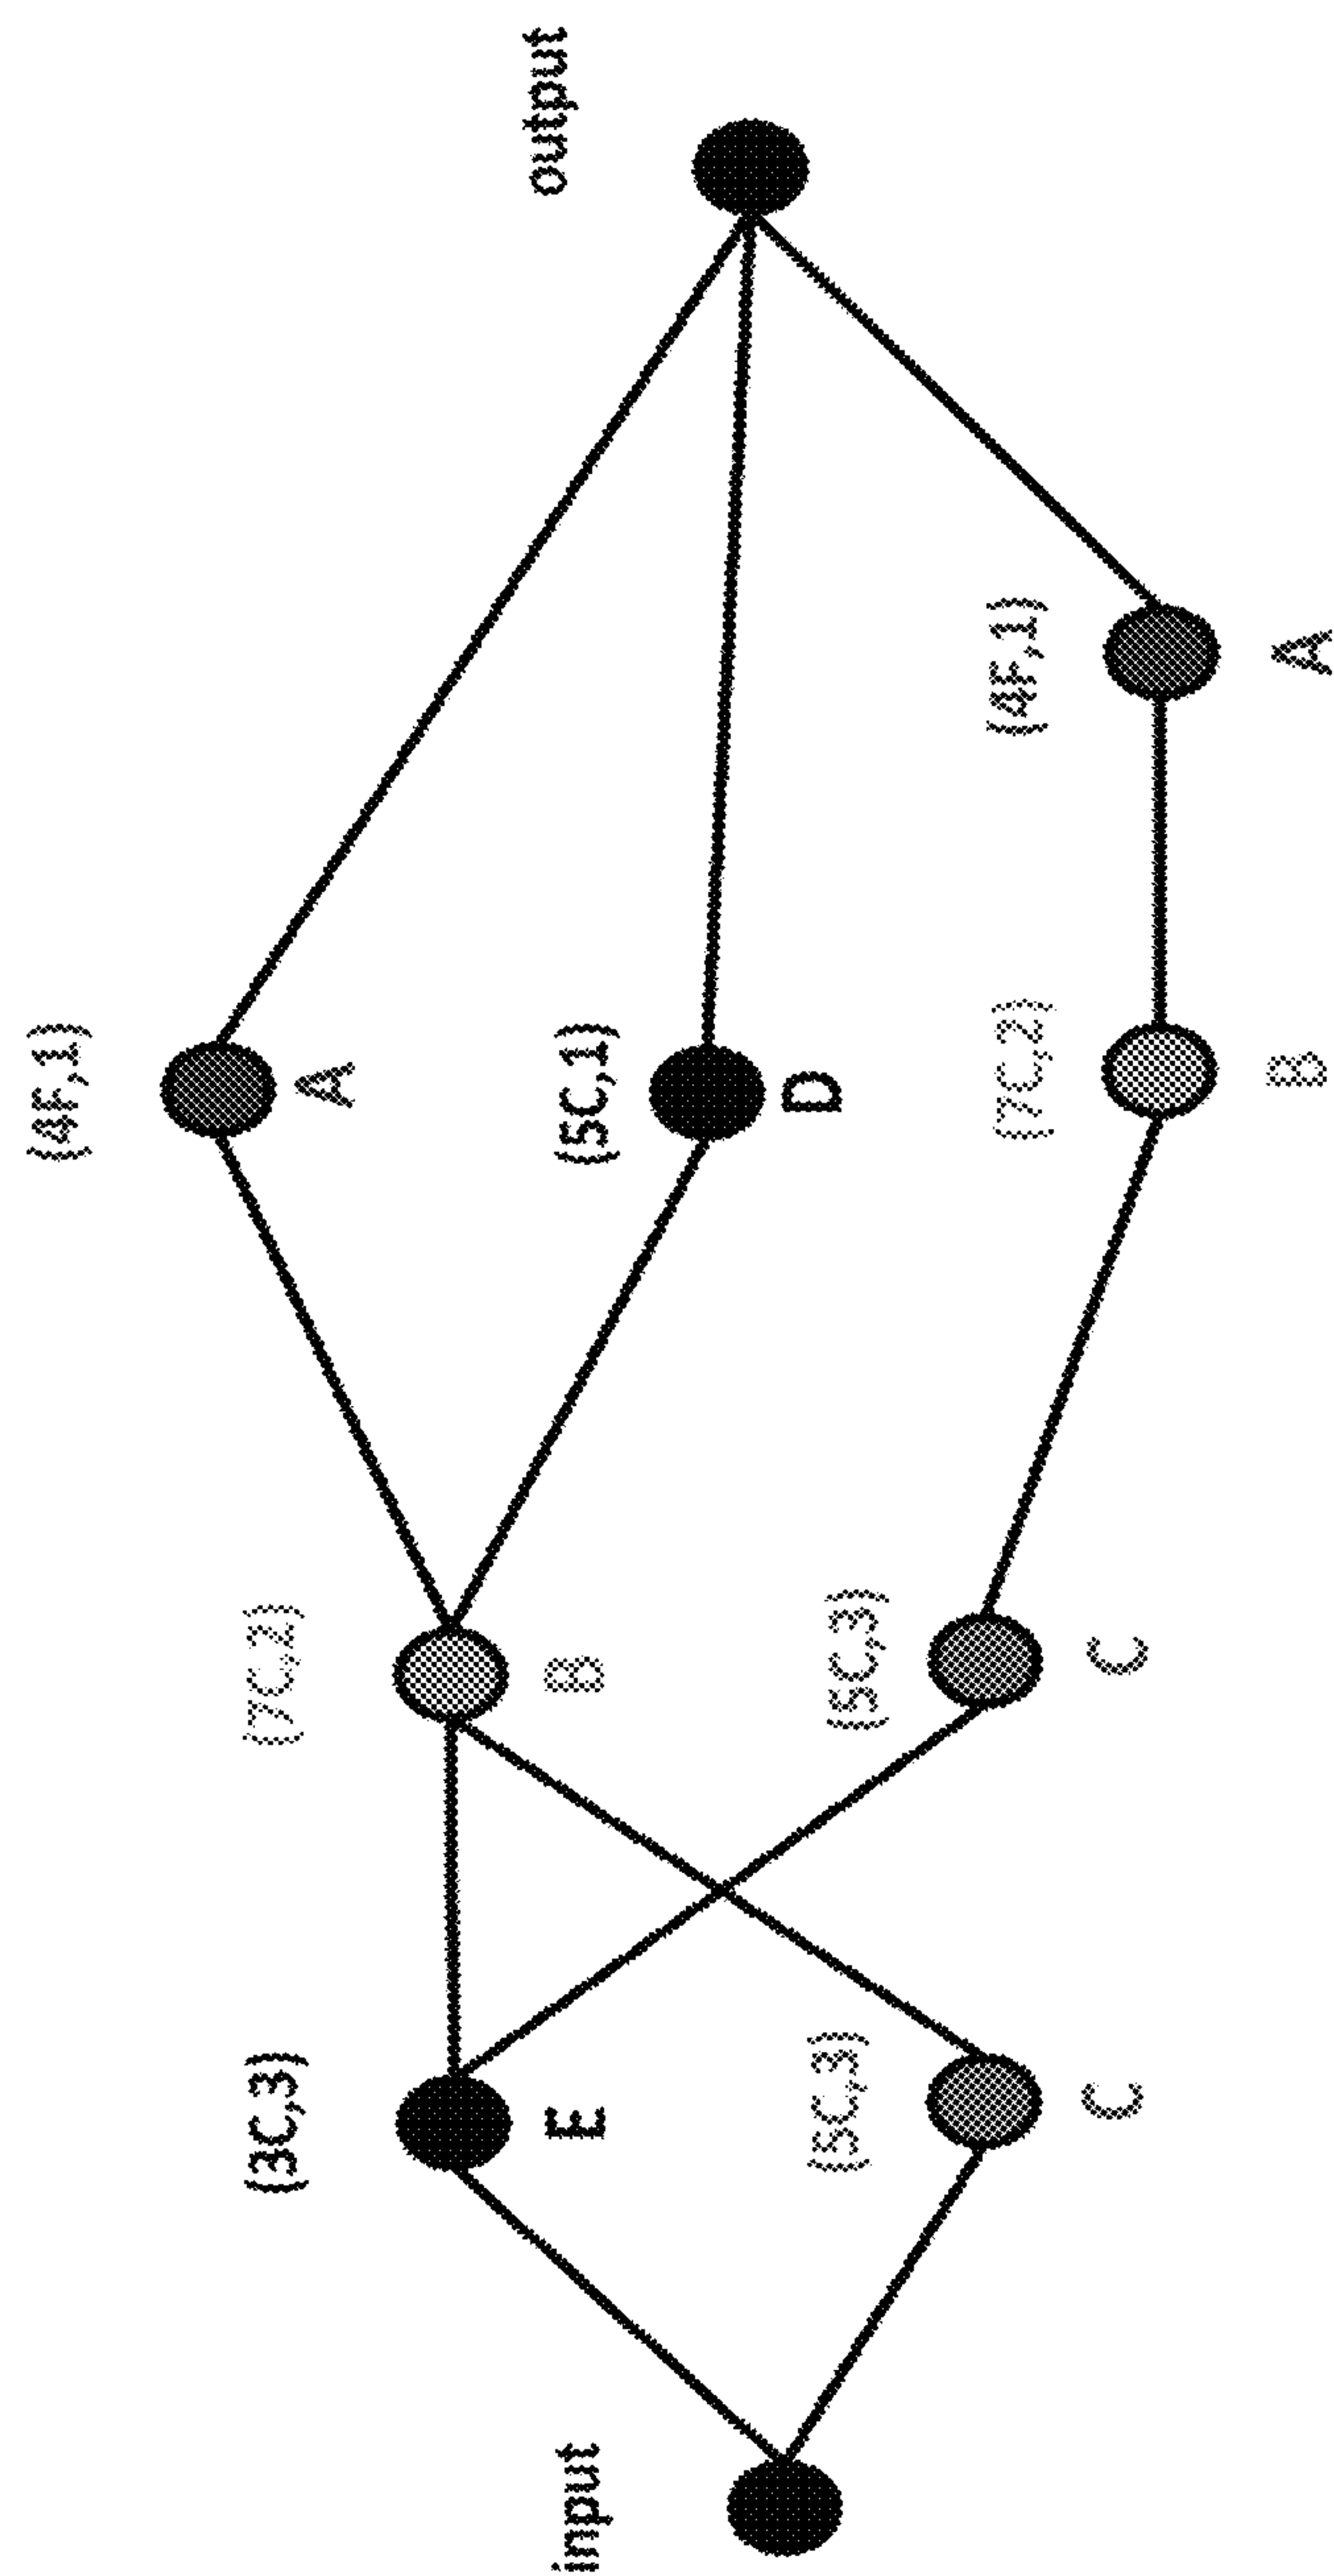 input
(3C,3)
E
(5C,3)
C
(7C,2)
B
(5C,3)
C
(4F,1)
A
(5C,1)
D
(7C,2)
B
(4F,1)
A
output